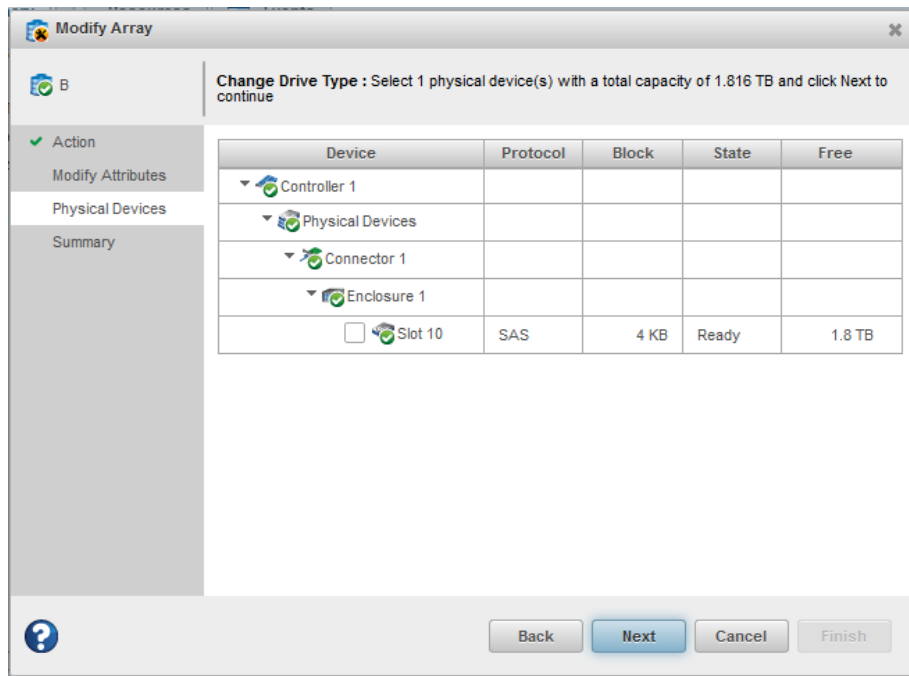 Modify Array
B
Change Drive Type : Select 1 physical device(s) with a total capacity of 1.816 TB and click Next to
continue
Action
Modify Attributes
Physical Devices
Summary
Device Protocol Block State Free
Controller 1
Physical Devices
Connector 1
Enclosure 1
Slot 10 SAS 4 KB Ready 1.8 TB
?
Back Next Cancel Finish